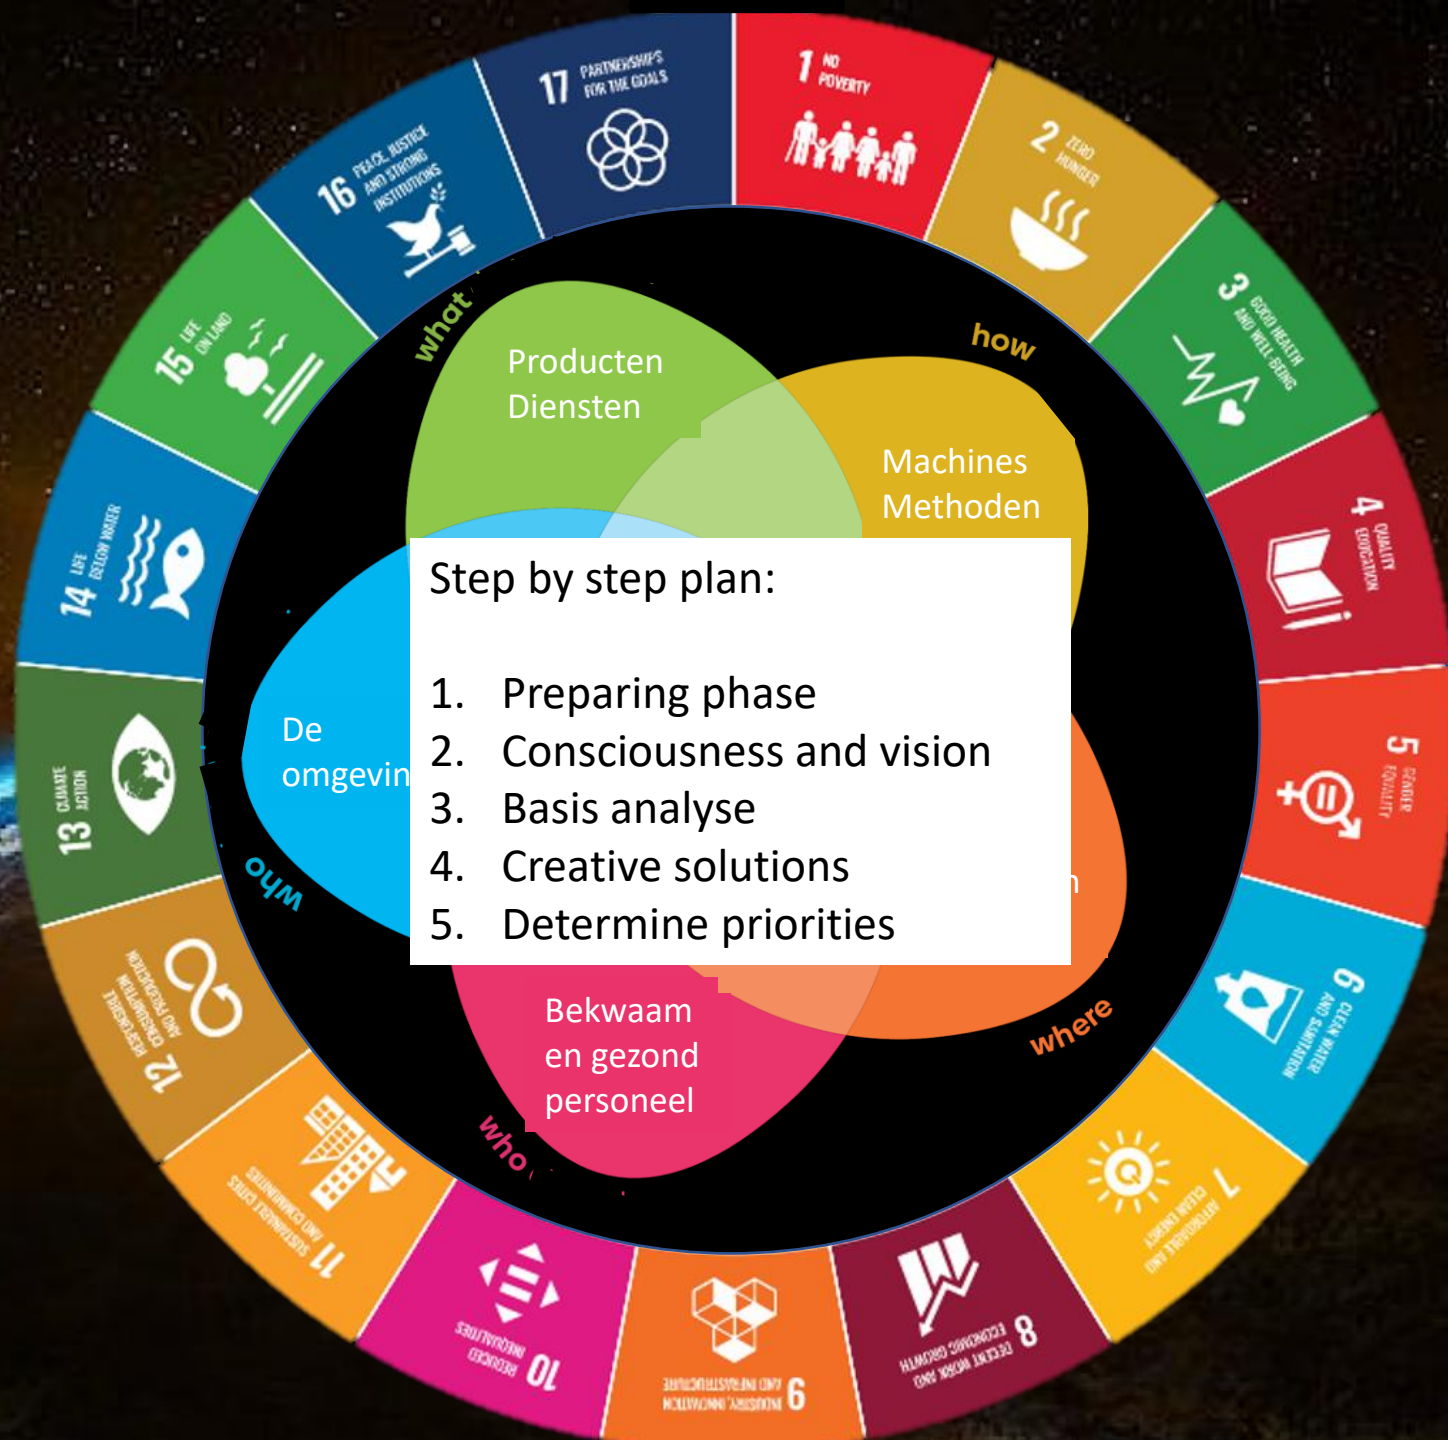 17 PARTNERSHIPS
FOR THE GOALS
1 NO
POVERTY
2 ZERO
HUNGER
3 GOOD HEALTH
AND WELL-BEING
4 QUALITY
EDUCATION
5 GENDER
EQUALITY
6 CLEAN WATER
AND SANITATION
7 AFFORDABLE AND
CLEAN ENERGY
8 DECENT WORK AND
ECONOMIC GROWTH
9 INDUSTRY, INNOVATION
AND INFRASTRUCTURE
10 REDUCED
INEQUALITIES
11 SUSTAINABLE CITIES
AND COMMUNITIES
12 RESPONSIBLE
CONSUMPTION
AND PRODUCTION
13 CLIMATE
ACTION
14 LIFE
BELOW WATER
15 LIFE
ON LAND
16 PEACE, JUSTICE
AND STRONG
INSTITUTIONS
what
Producten
Diensten
how
Machines
Methoden
De
omgevin
who
Step by step plan:
1. Preparing phase
2. Consciousness and vision
3. Basis analyse
4. Creative solutions
5. Determine priorities
n
where
Bekwaam
en gezond
personeel
who